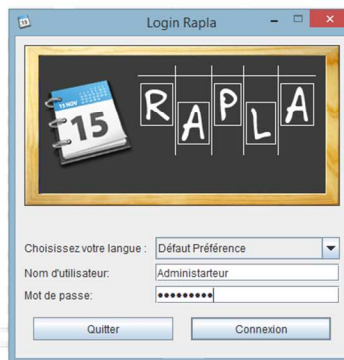 15
Login Rapla
15 NOV
15
RAPLA
Choisissez votre langue : Défaut Préférence
Nom d'utilisateur: Administarteur
Mot de passe: •••••••••
Quitter Connexion